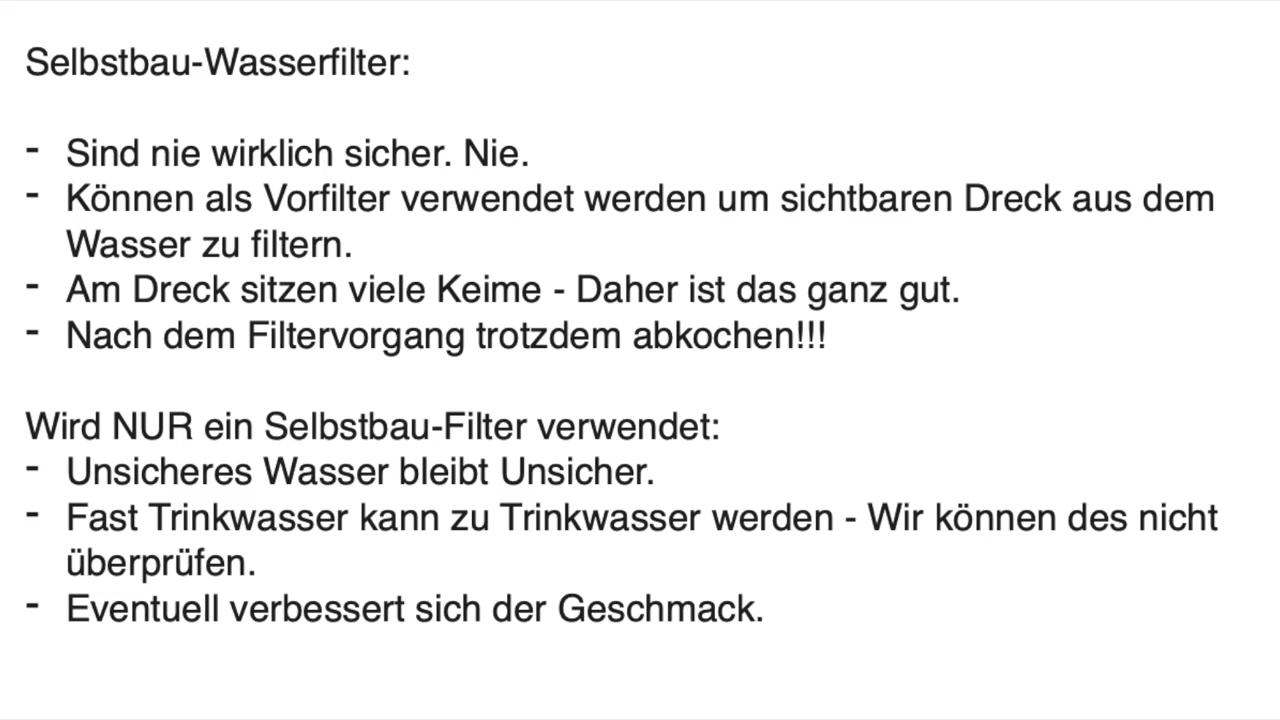 Selbstbau-Wasserfilter:
- Sind nie wirklich sicher. Nie.
- Können als Vorfilter verwendet werden um sichtbaren Dreck aus dem
Wasser zu filtern.
- Am Dreck sitzen viele Keime - Daher ist das ganz gut.
- Nach dem Filtervorgang trotzdem abkochen!!!
Wird NUR ein Selbstbau-Filter verwendet:
- Unsicheres Wasser bleibt Unsicher.
- Fast Trinkwasser kann zu Trinkwasser werden - Wir können des nicht
überprüfen.
- Eventuell verbessert sich der Geschmack.